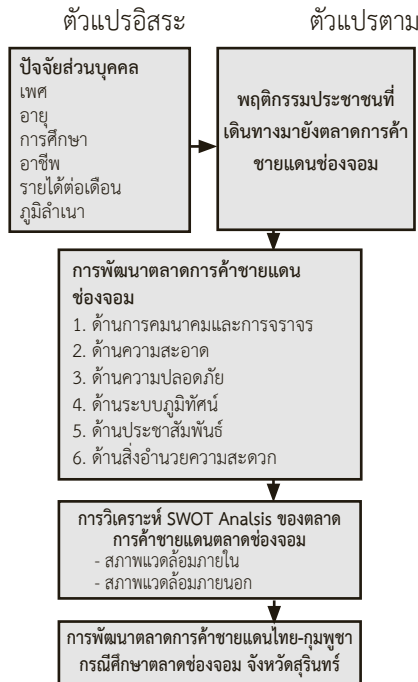 ตัวแปรอิสระ
ตัวแปรตาม
ปัจจัยส่วนบุคคล
เพศ
อายุ
การศึกษา
อาชีพ
รายได้ต่อเดือน
ภูมิลำเนา
พฤติกรรมประชาชนที่
เดินทางมายังตลาดการค้า
ชายแดนช่องจอม
การพัฒนาตลาดการค้าชายแดน
ช่องจอม
1. ด้านการคมนาคมและการจราจร
2. ด้านความสะอาด
3. ด้านความปลอดภัย
4. ด้านระบบภูมิทัศน์
5. ด้านประชาสัมพันธ์
6. ด้านสิ่งอำนวยความสะดวก
การวิเคราะห์ SWOT Analsis ของตลาด
การค้าชายแดนตลาดช่องจอม
- สภาพแวดล้อมภายใน
- สภาพแวดล้อมภายนอก
การพัฒนาตลาดการค้าชายแดนไทย-กุมพูชา
กรณีศึกษาตลาดช่องจอม จังหวัดสุรินทร์